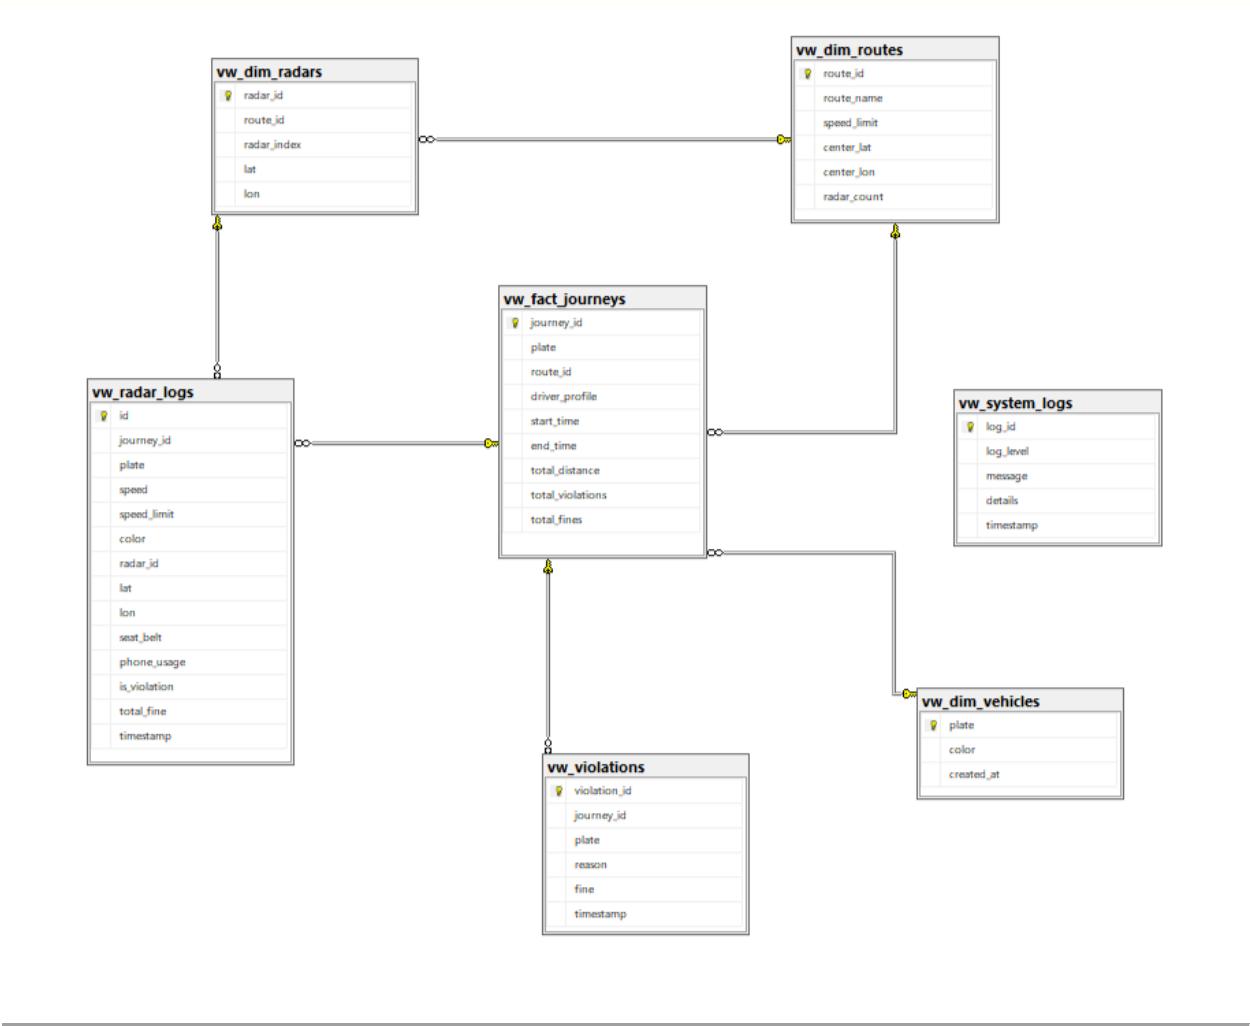 vw_dim_radars
radar_id
route_id
radar_index
lat
lon
vw_dim_routes
route_id
route_name
speed_limit
center_lat
center_lon
radar_count
vw_fact_journeys
journey_id
plate
route_id
driver_profile
start_time
end_time
total_distance
total_violations
total_fines
vw_radar_logs
id
journey_id
plate
speed
speed_limit
color
radar_id
lat
lon
seat_belt
phone_usage
is_violation
total_fine
timestamp
vw_system_logs
log_id
log_level
message
details
timestamp
vw_dim_vehicles
plate
color
created_at
vw_violations
violation_id
journey_id
plate
reason
fine
timestamp